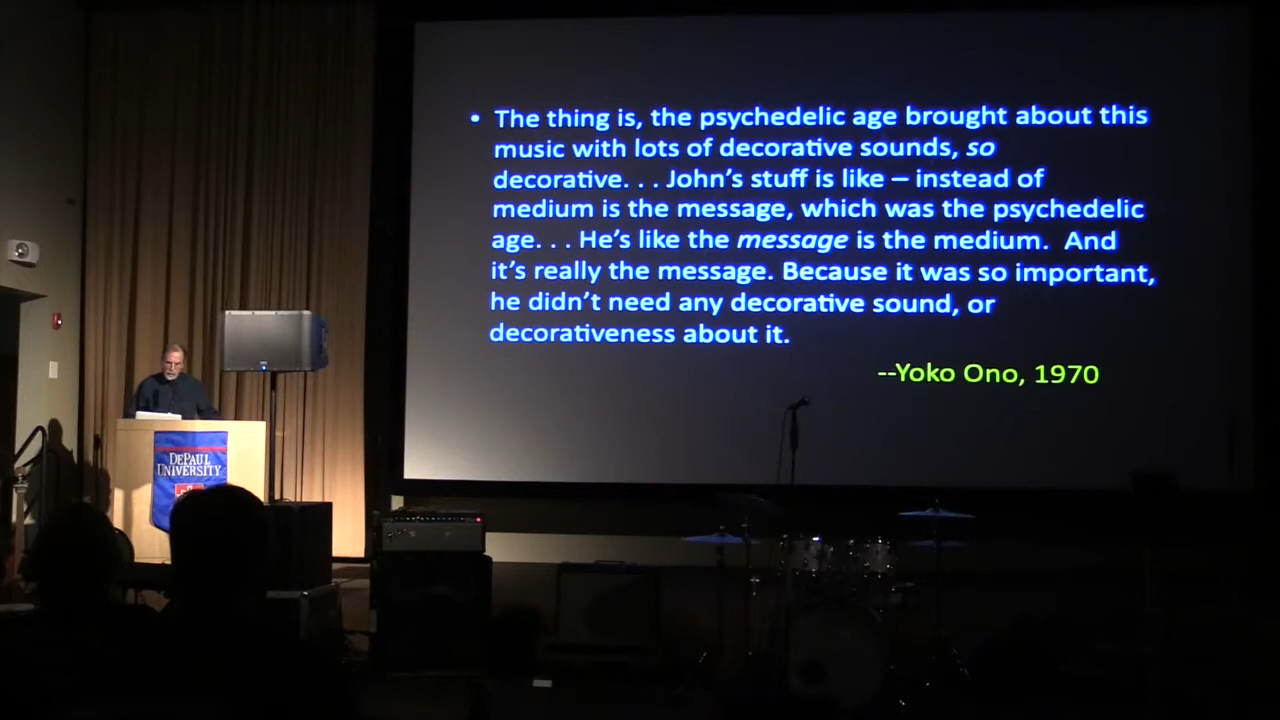 • The thing is, the psychedelic age brought about this
music with lots of decorative sounds, so
decorative. . . John’s stuff is like – instead of
medium is the message, which was the psychedelic
age. . . He’s like the message is the medium.  And
it’s really the message. Because it was so important,
he didn’t need any decorative sound, or
decorativeness about it.
--Yoko Ono, 1970
DEPAUL
UNIVERSITY